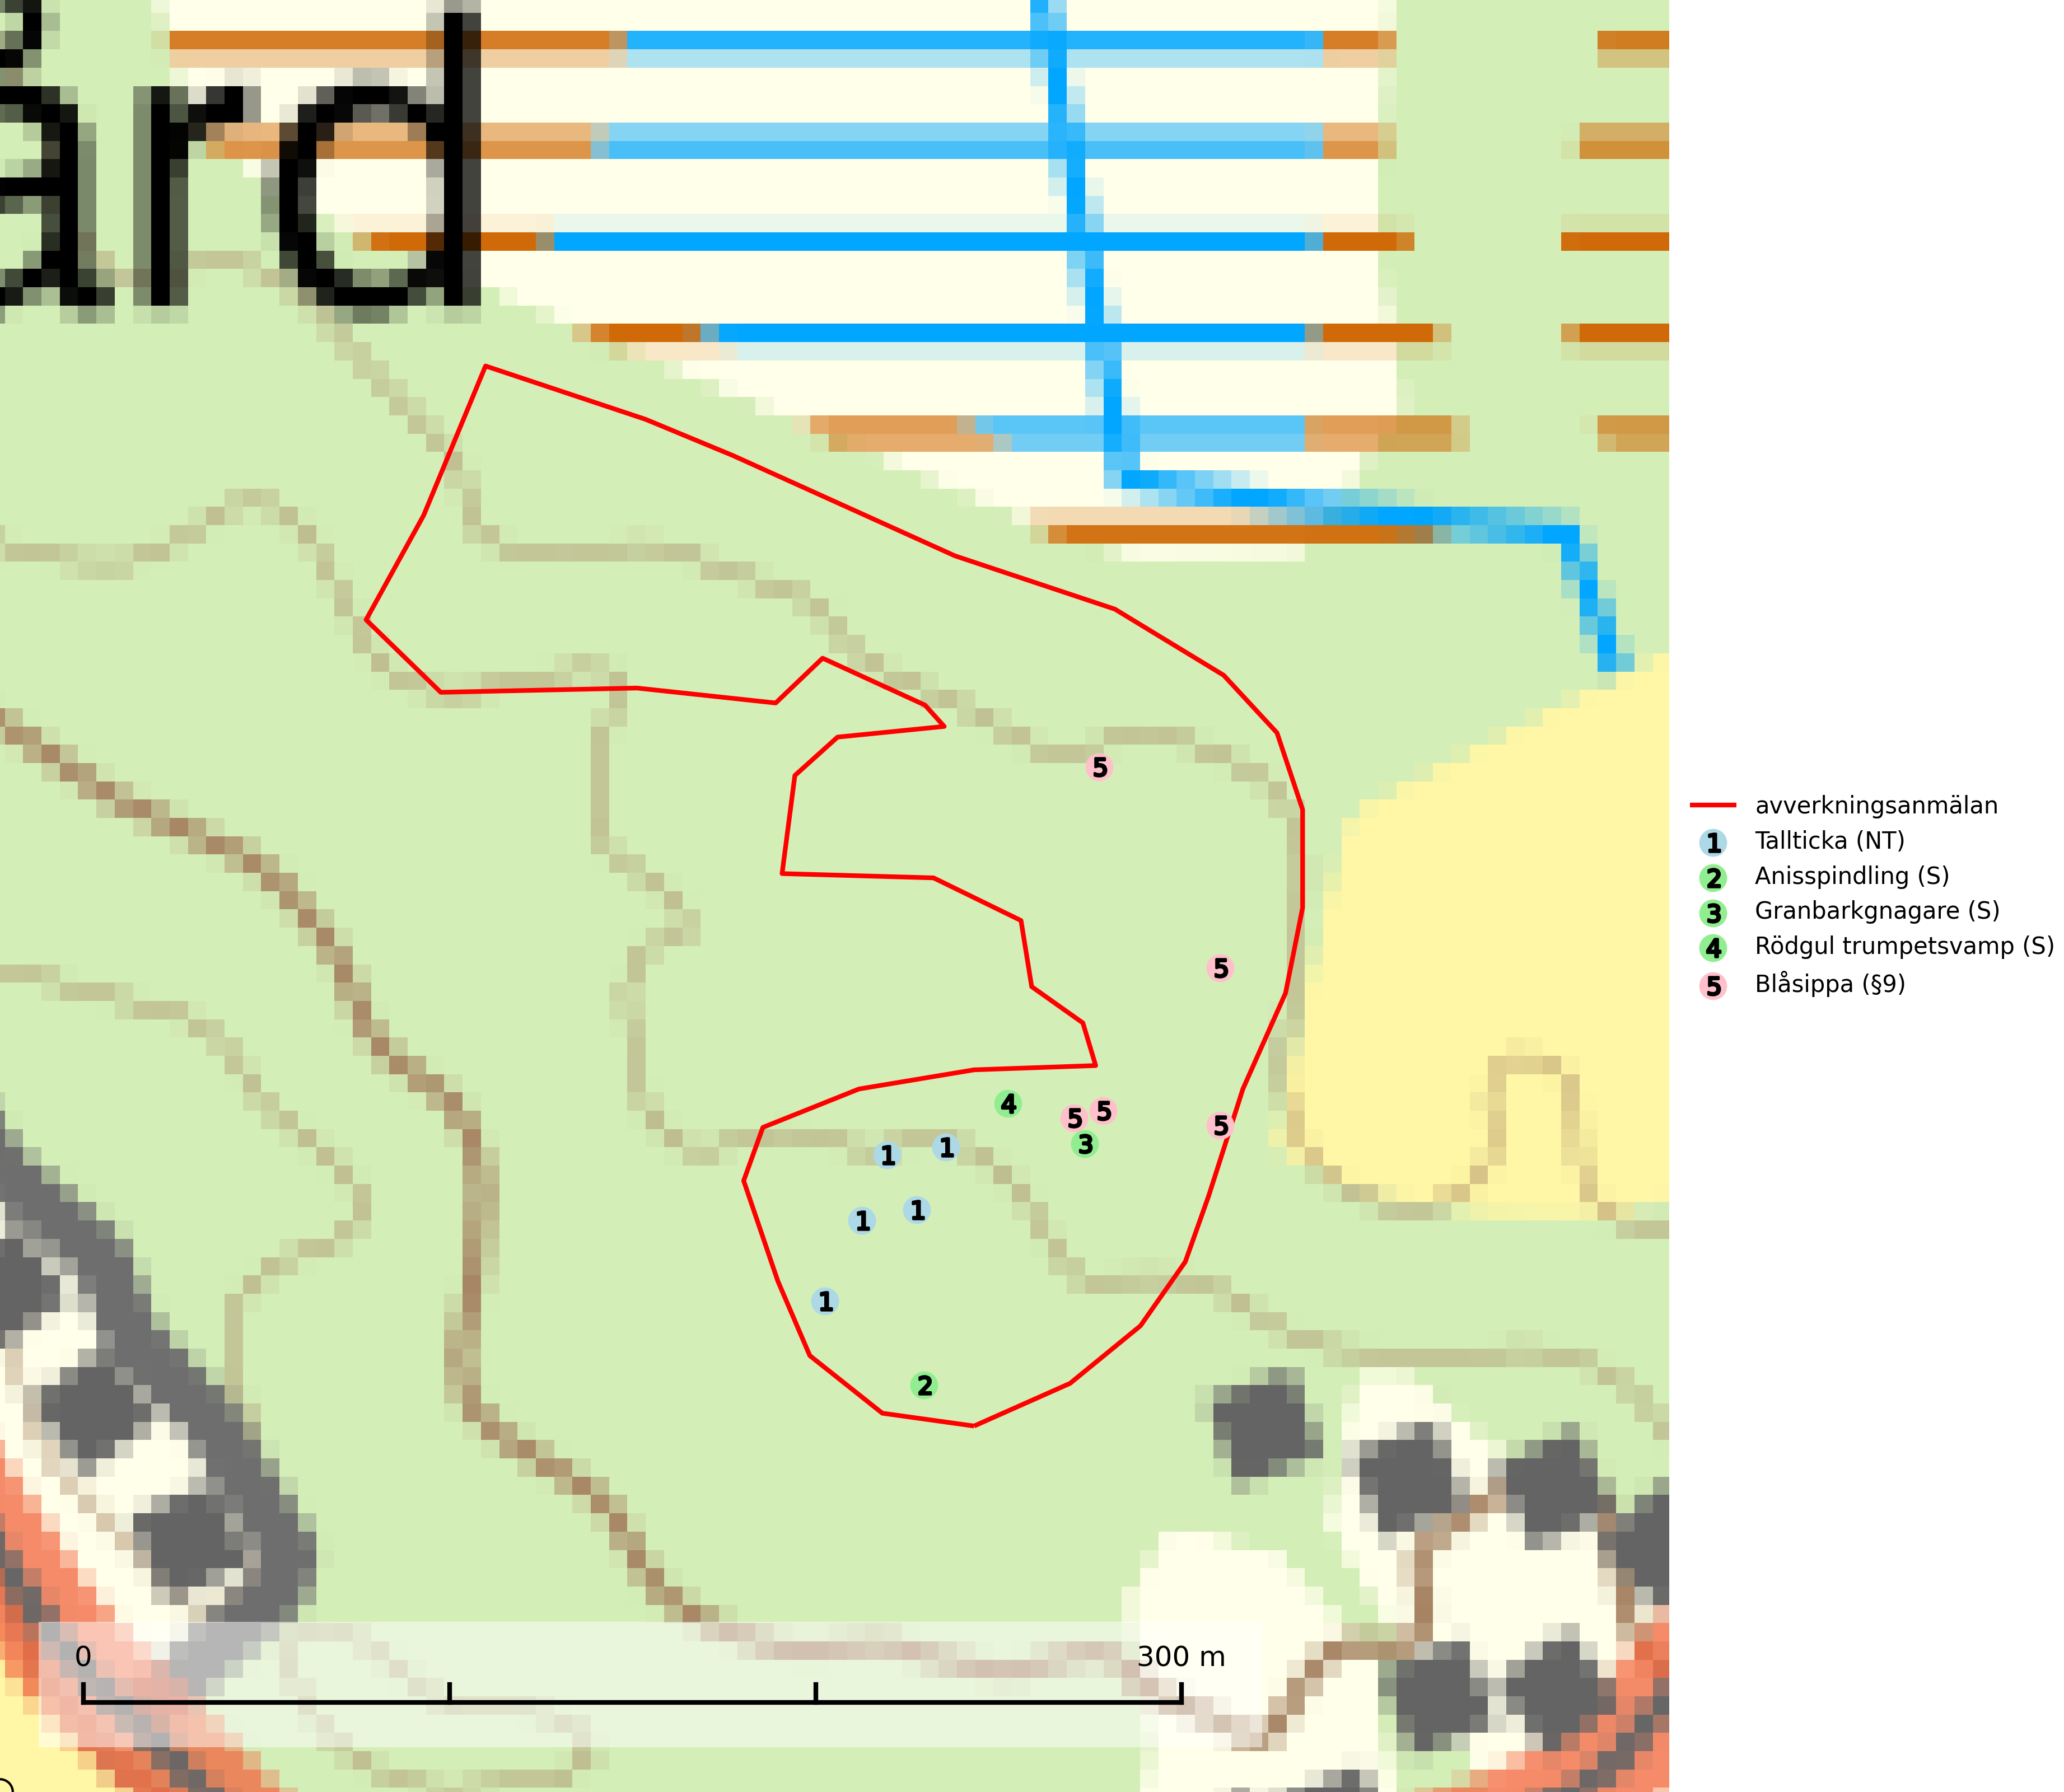 ard
5
5
4
5
5
5
3
1
1
1
1
1
2
0
300 m
avverkningsanmälan
1 Tallticka (NT)
2 Anisspindling (S)
3 Granbarkgnagare (S)
4 Rödgul trumpetsvamp (S)
5 Blåsippa (§9)